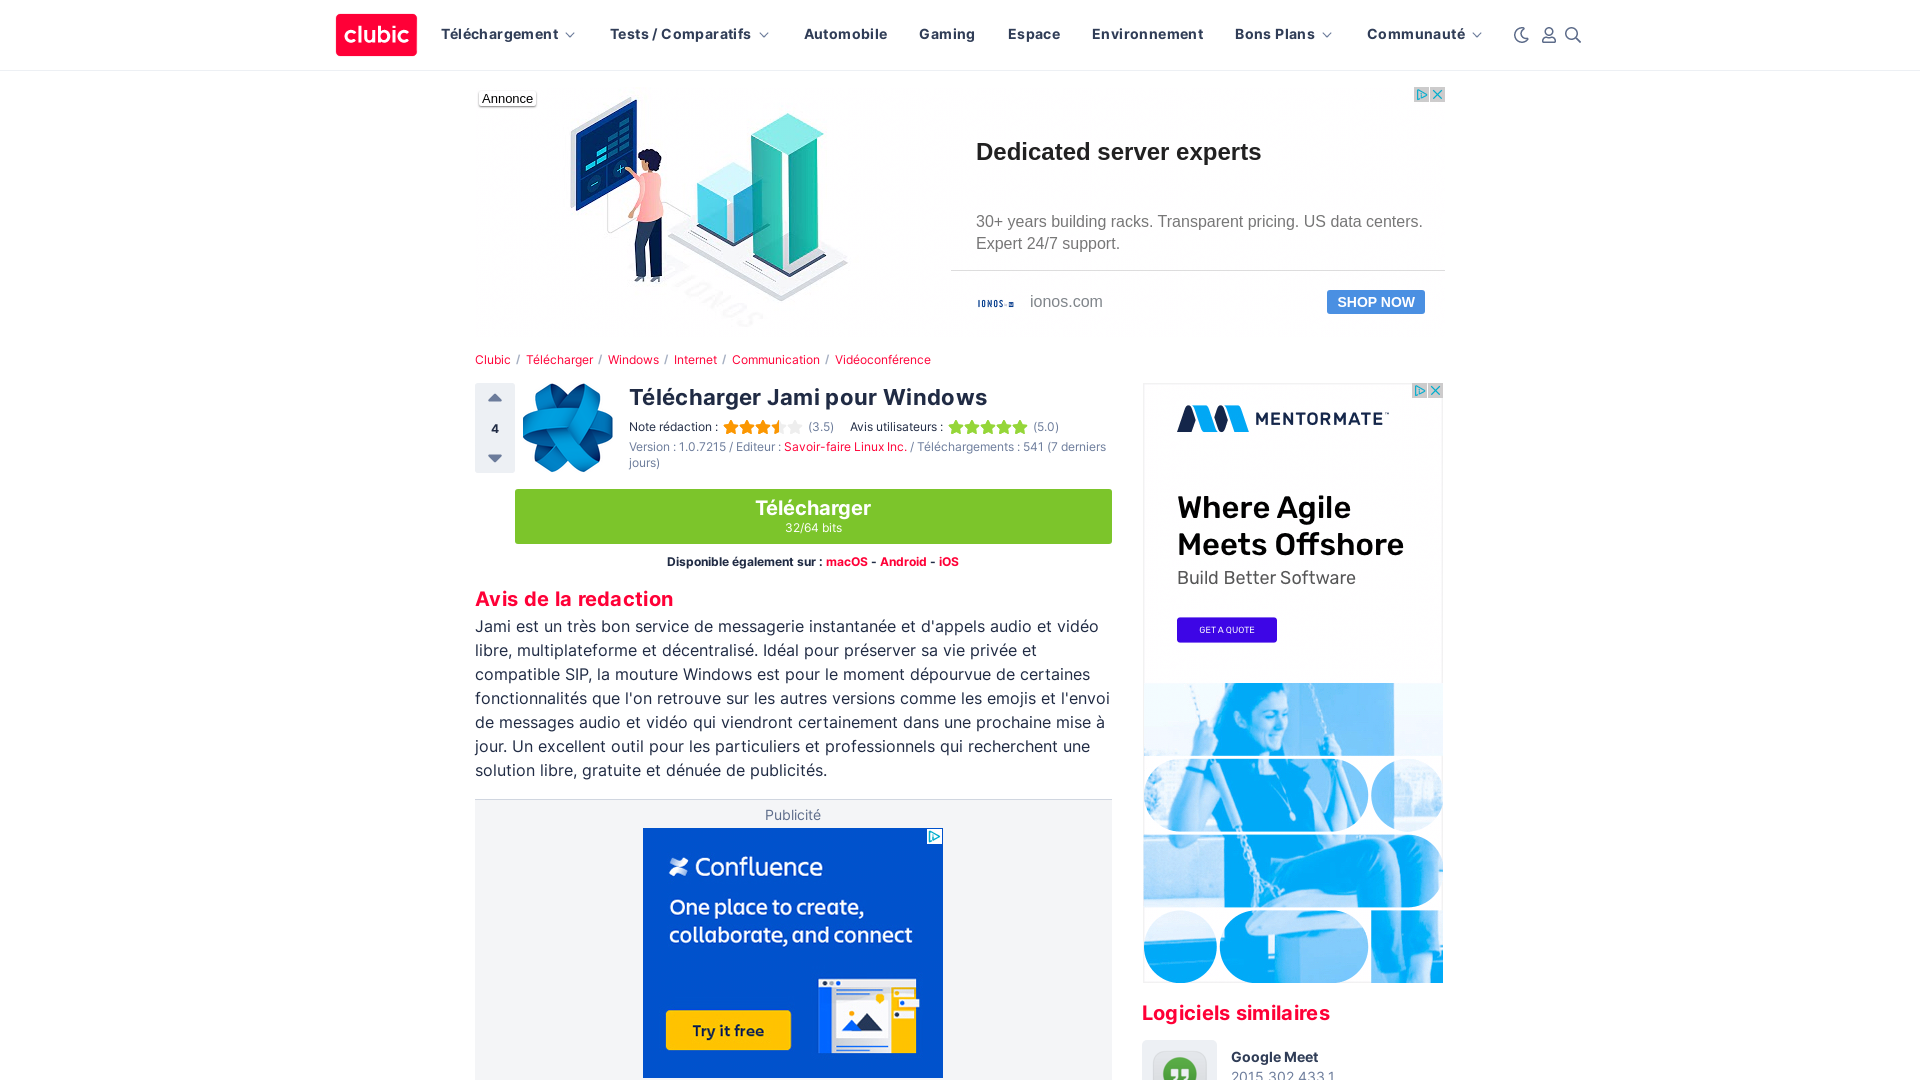 clubic
Téléchargement
Tests / Comparatifs
Automobile
Gaming
Espace
Environnement
Bons Plans
Communauté
Annonce
IONOS
Dedicated server experts
30+ years building racks. Transparent pricing. US data centers.
Expert 24/7 support.
IONOS
ionos.com
SHOP NOW
Clubic / Télécharger / Windows / Internet / Communication / Vidéoconférence
4
Télécharger Jami pour Windows
Note rédaction : (3.5) Avis utilisateurs : (5.0)
Version : 1.0.7215 / Editeur : Savoir-faire Linux Inc. / Téléchargements : 541 (7 derniers
jours)
Télécharger
32/64 bits
Disponible également sur : macOS - Android - iOS
Avis de la redaction
Jami est un très bon service de messagerie instantanée et d'appels audio et vidéo
libre, multiplateforme et décentralisé. Idéal pour préserver sa vie privée et
compatible SIP, la mouture Windows est pour le moment dépourvue de certaines
fonctionnalités que l'on retrouve sur les autres versions comme les emojis et l'envoi
de messages audio et vidéo qui viendront certainement dans une prochaine mise à
jour. Un excellent outil pour les particuliers et professionnels qui recherchent une
solution libre, gratuite et dénuée de publicités.
Publicité
Confluence
One place to create,
collaborate, and connect
Try it free
MENTORMATE
Where Agile
Meets Offshore
Build Better Software
GET A QUOTE
Logiciels similaires
Google Meet
2015.302.433.1